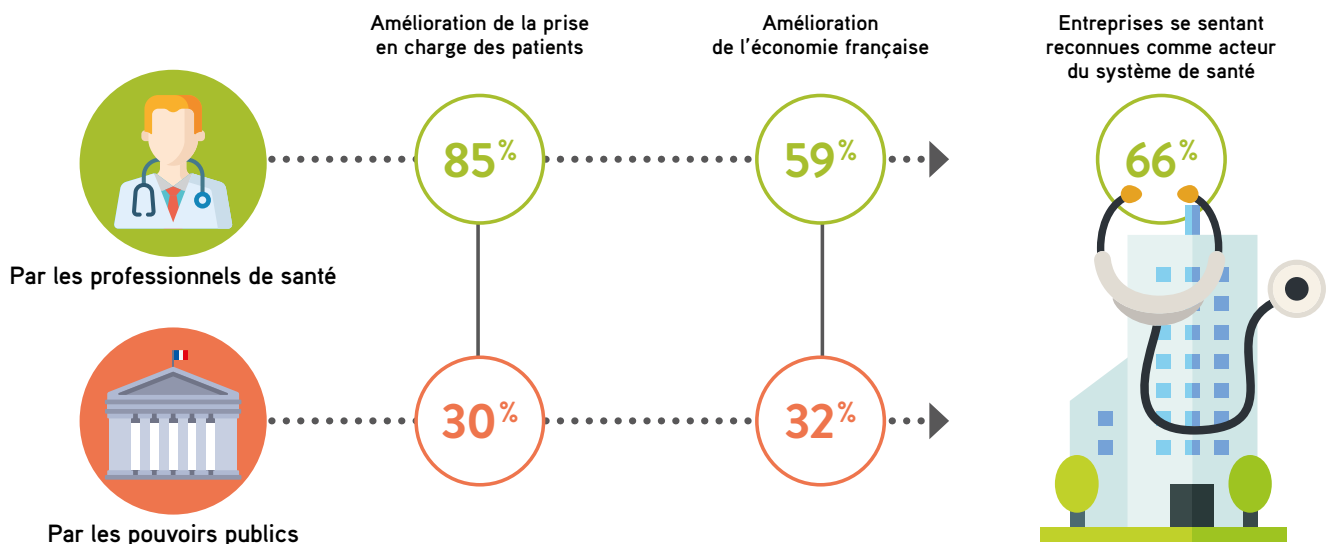 Amélioration de la prise
en charge des patients
Amélioration
de l'économie française
Entreprises se sentant
reconnues comme acteur
du système de santé
85%
59%
66%
Par les professionnels de santé
30%
32%
Par les pouvoirs publics